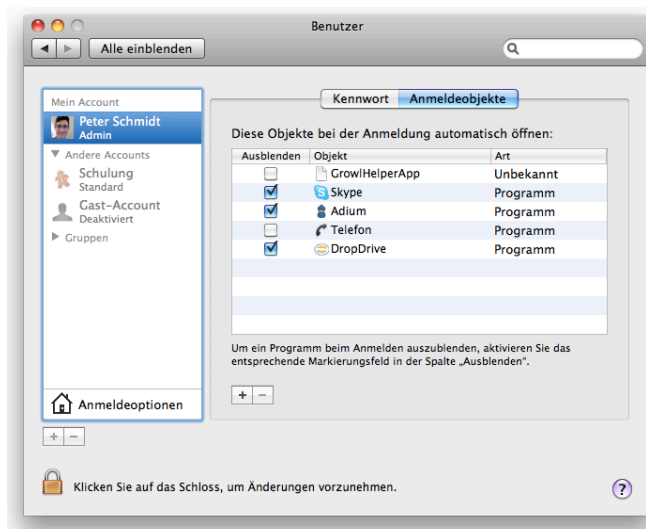 Benutzer
Alle einblenden
Mein Account
Peter Schmidt
Admin
Andere Accounts
Schulung
Standard
Gast-Account
Deaktiviert
Gruppen
Anmeldeoptionen
Kennwort Anmeldeobjekte
Diese Objekte bei der Anmeldung automatisch öffnen:
Ausblenden Objekt Art
GrowlHelperApp Unbekannt
Skype Programm
Adium Programm
Telefon Programm
DropDrive Programm
Um ein Programm beim Anmelden auszublenden, aktivieren Sie das
entsprechende Markierungsfeld in der Spalte „Ausblenden“.
+ −
+ −
Klicken Sie auf das Schloss, um Änderungen vorzunehmen.
?